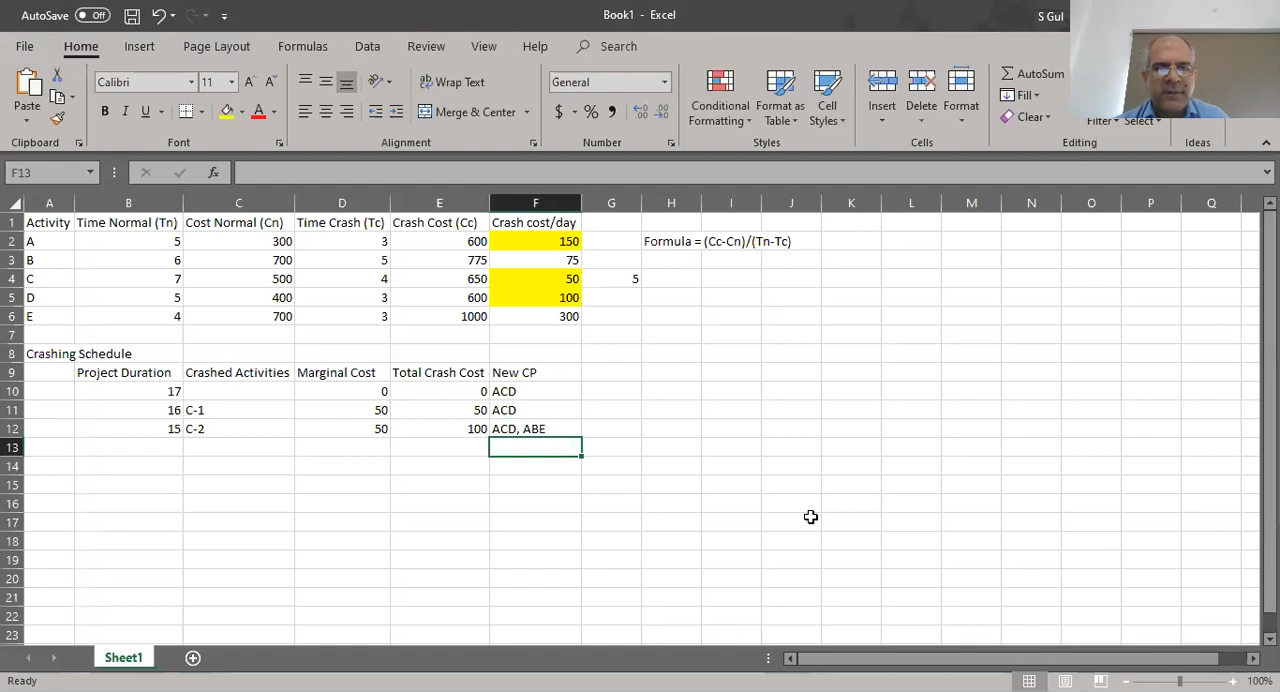 AutoSave Off Book1 - Excel S Gul
File Home Insert Page Layout Formulas Data Review View Help Search
Paste Calibri 11 Wrap Text General Conditional Formatting Format as Table Cell Styles Insert Delete Format AutoSum
B I U Merge & Center $ % Fill
Clear Filter Select
Clipboard Font Alignment Number Styles Cells Editing Ideas
F13 fx
A B C D E F G H I J K L M N O P Q
1 Activity Time Normal (Tn) Cost Normal (Cn) Time Crash (Tc) Crash Cost (Cc) Crash cost/day
2 A 5 300 3 600 150 Formula = (Cc-Cn)/(Tn-Tc)
3 B 6 700 5 775 75
4 C 7 500 4 650 50 5
5 D 5 400 3 600 100
6 E 4 700 3 1000 300
7
8 Crashing Schedule
9 Project Duration Crashed Activities Marginal Cost Total Crash Cost New CP
10 17 0 0 ACD
11 16 C-1 50 50 ACD
12 15 C-2 50 100 ACD, ABE
13
14
15
16
17
18
19
20
21
22
23
Sheet1
Ready 100%